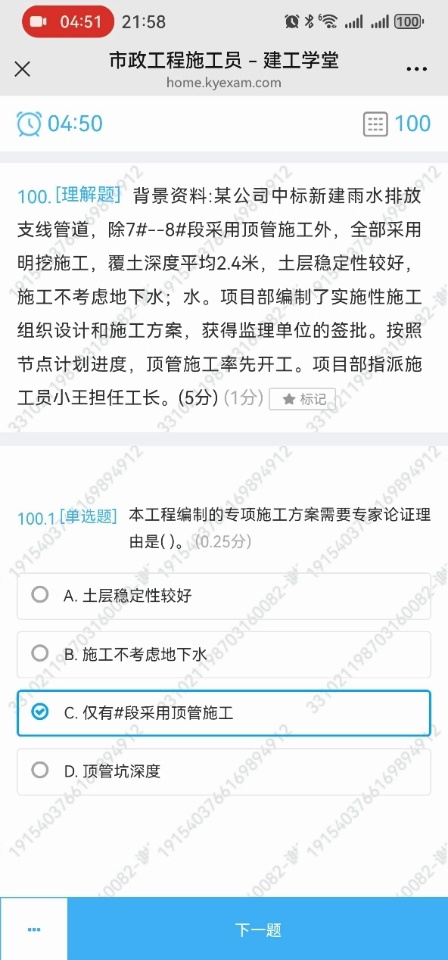 04:51 21:58 100
市政工程施工员 - 建工学堂
home.kyexam.com
04:50 100
100. [理解题] 背景资料:某公司中标新建雨水排放
支线管道，除7#--8#段采用顶管施工外，全部采用
明挖施工，覆土深度平均2.4米，土层稳定性较好，
施工不考虑地下水；水。项目部编制了实施性施工
组织设计和施工方案，获得监理单位的签批。按照
节点计划进度，顶管施工率先开工。项目部指派施
工员小王担任工长。(5分) (1分) ★ 标记
100.1 [单选题] 本工程编制的专项施工方案需要专家论证理
由是( )。 (0.25分)
A. 土层稳定性较好
B. 施工不考虑地下水
C. 仅有#段采用顶管施工
D. 顶管坑深度
下一题